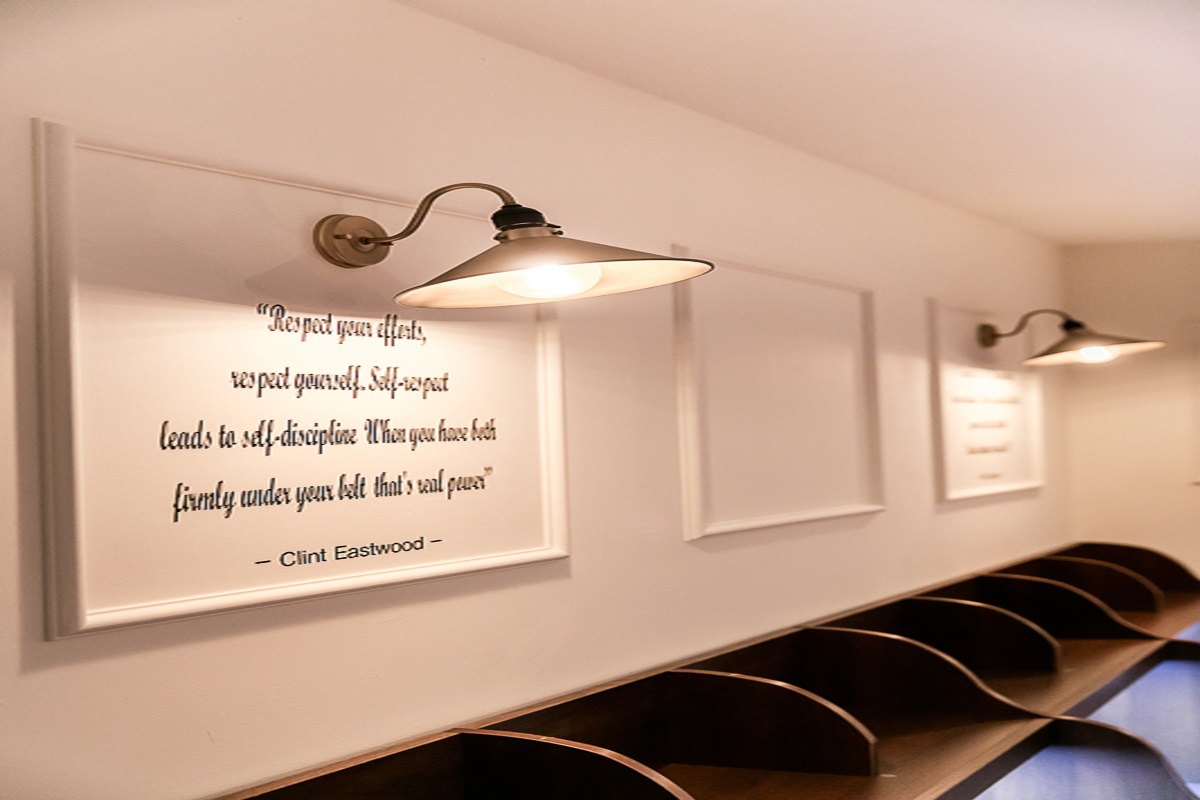 “Respect your efforts,
respect yourself. Self-respect
leads to self-discipline When you have both
firmly under your belt that's real power”
– Clint Eastwood –